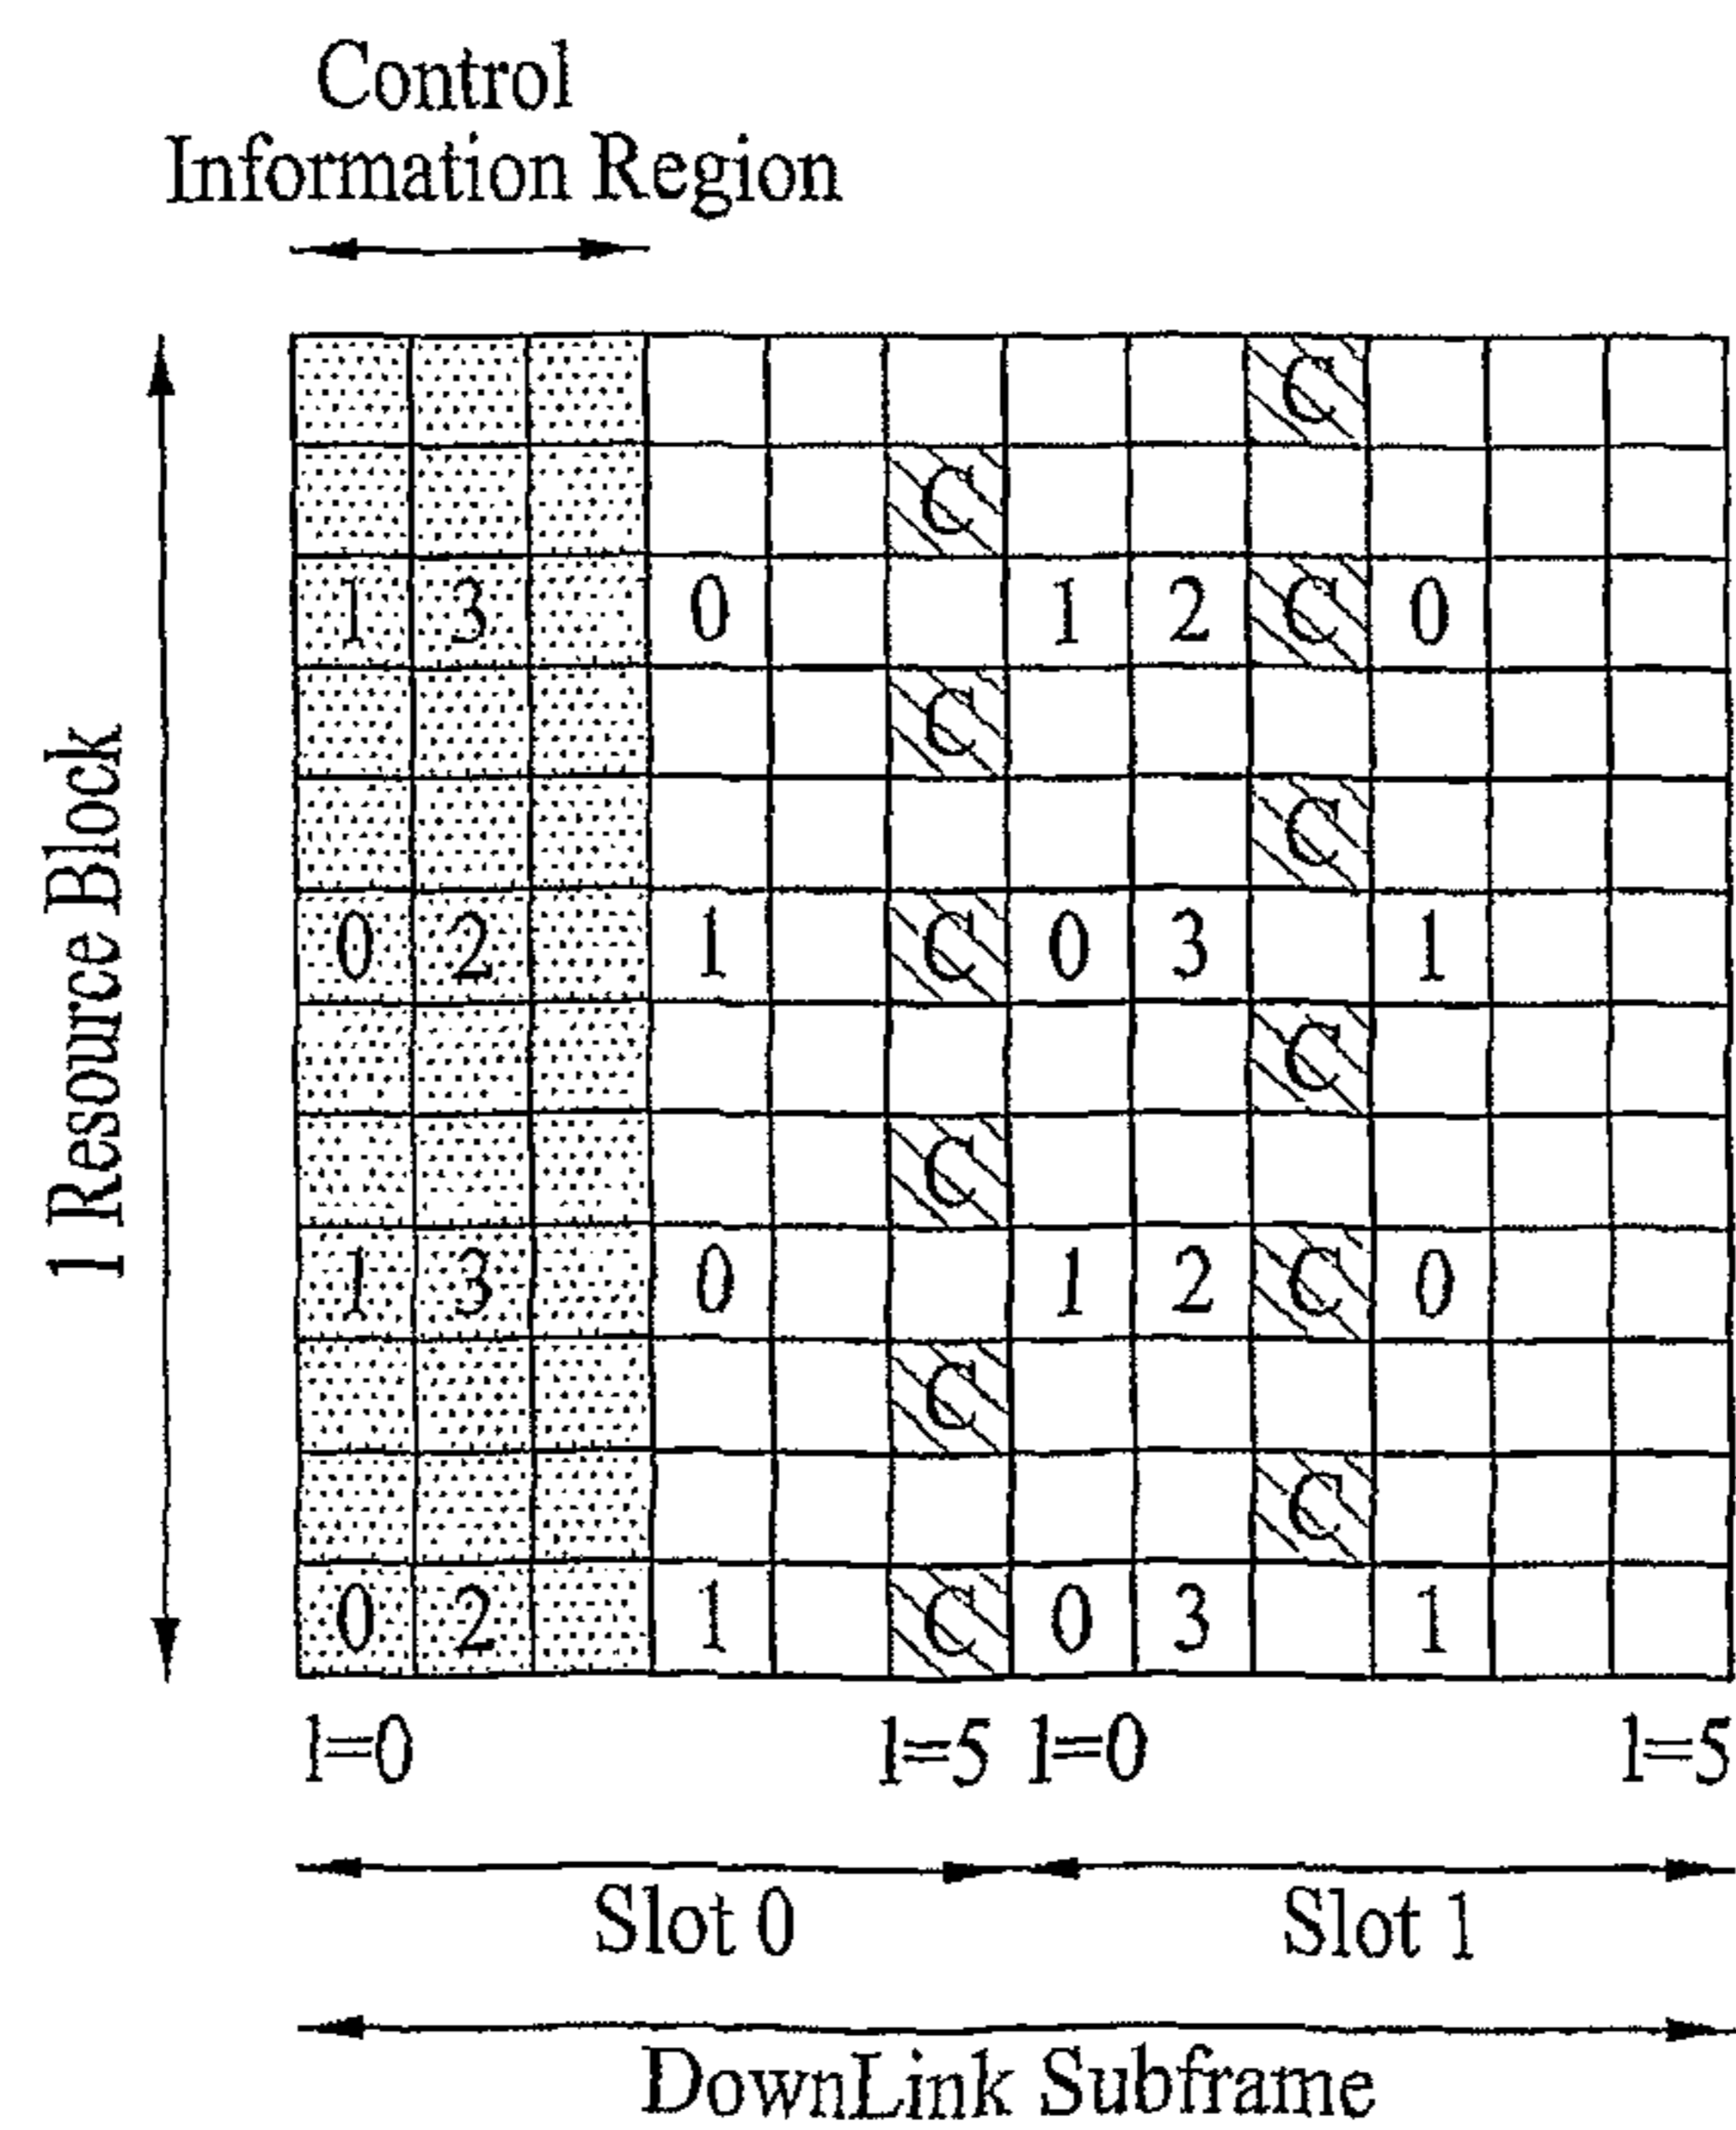 Control
Information Region
1 Resource Block
C
C
1 3 0 1 2 C 0
C
C
0 2 1 C 0 3 1
C
C
1 3 0 1 2 C 0
C
C
0 2 1 C 0 3 1
l=0 l=5 l=0 l=5
Slot 0 Slot 1
DownLink Subframe